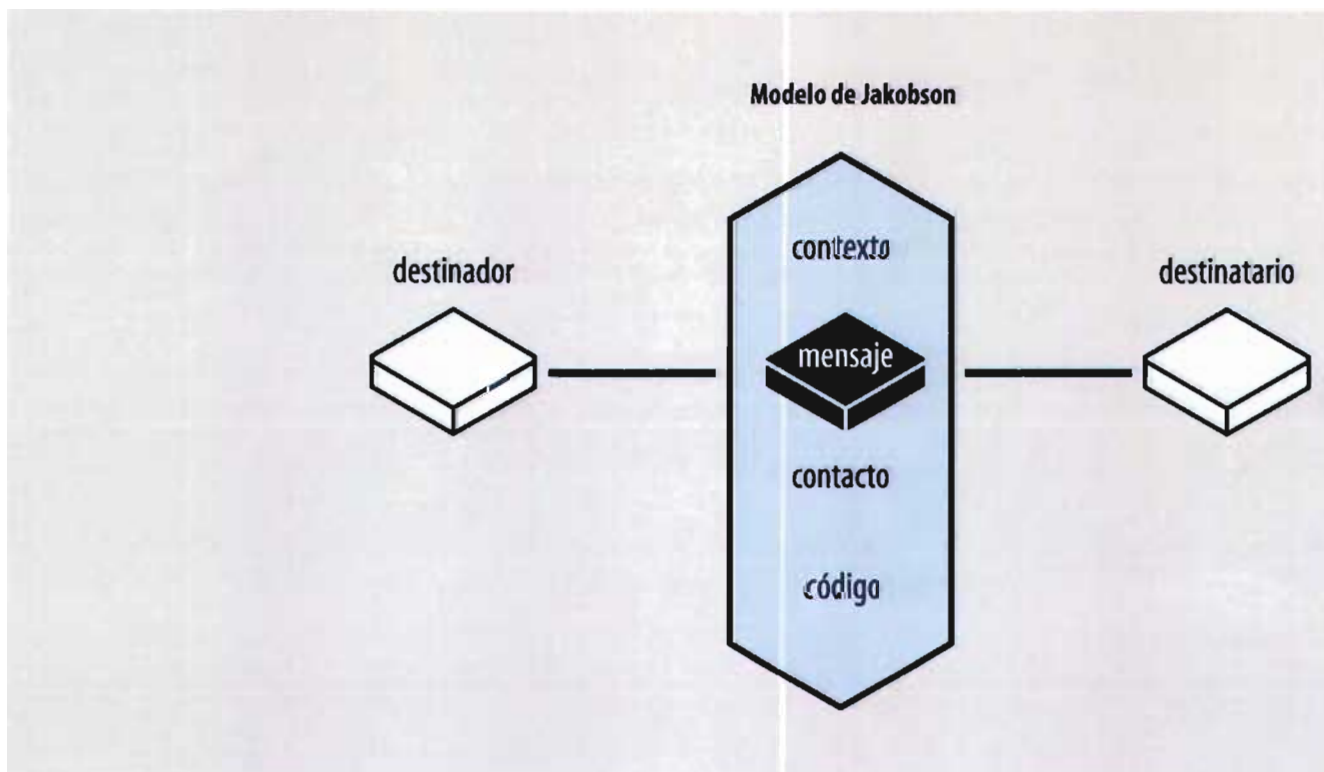 Modelo de Jakobson
contexto
destinador
destinatario
mensaje
contacto
código